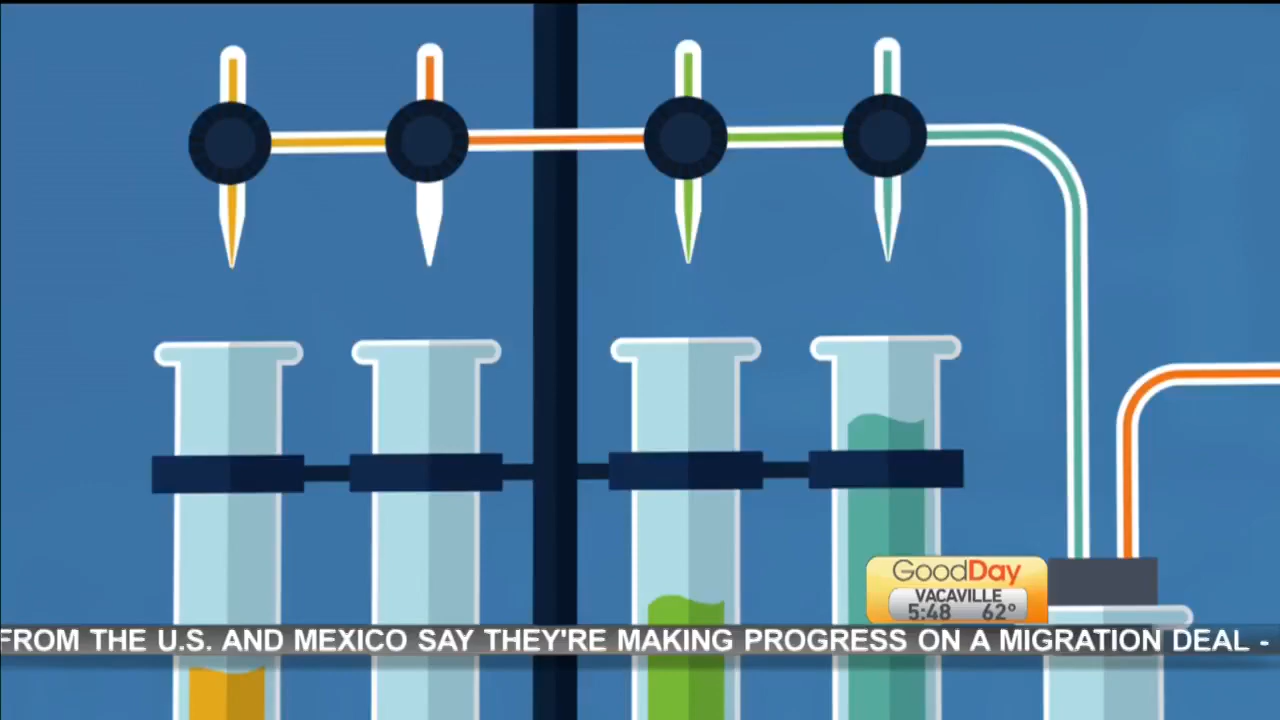 GoodDay
VACAVILLE
5:48 62°
FROM THE U.S. AND MEXICO SAY THEY'RE MAKING PROGRESS ON A MIGRATION DEAL -